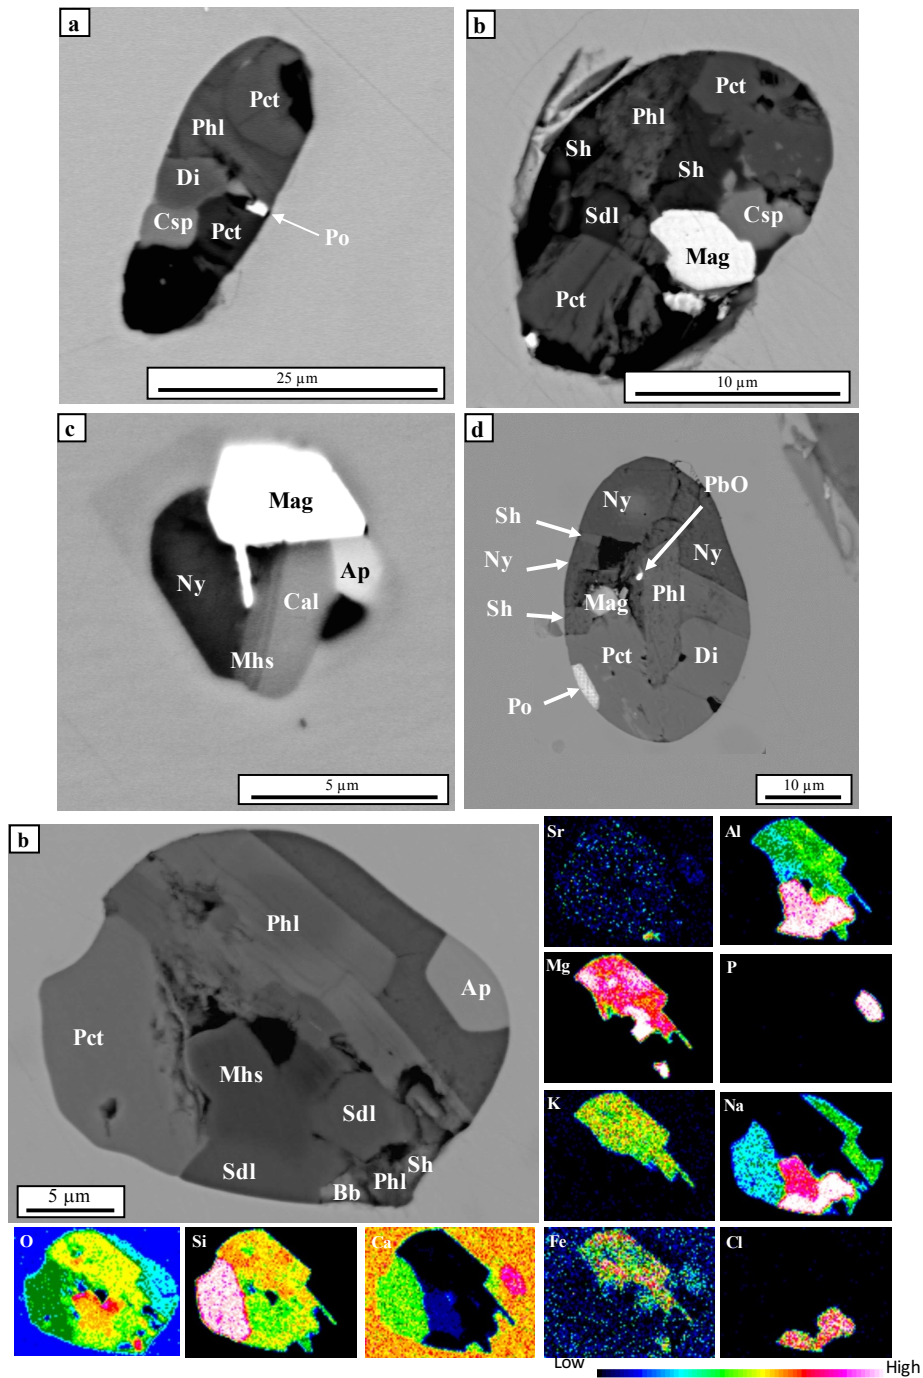 a
Pct
Phl
Di
Csp
Pct
Po
25 µm
b
Pct
Phl
Sh
Sh
Sdl
Csp
Mag
Pct
10 µm
c
Mag
Ny
Ap
Cal
Mhs
5 µm
d
PbO
Ny
Sh
Ny
Ny
Mag
Phl
Sh
Pct
Di
Po
10 µm
b
Phl
Ap
Pct
Mhs
Sdl
Sdl
Sh
Phl
Bb
5 µm
Sr
Al
Mg
P
K
Na
O
Si
Ca
Fe
Cl
Low
High